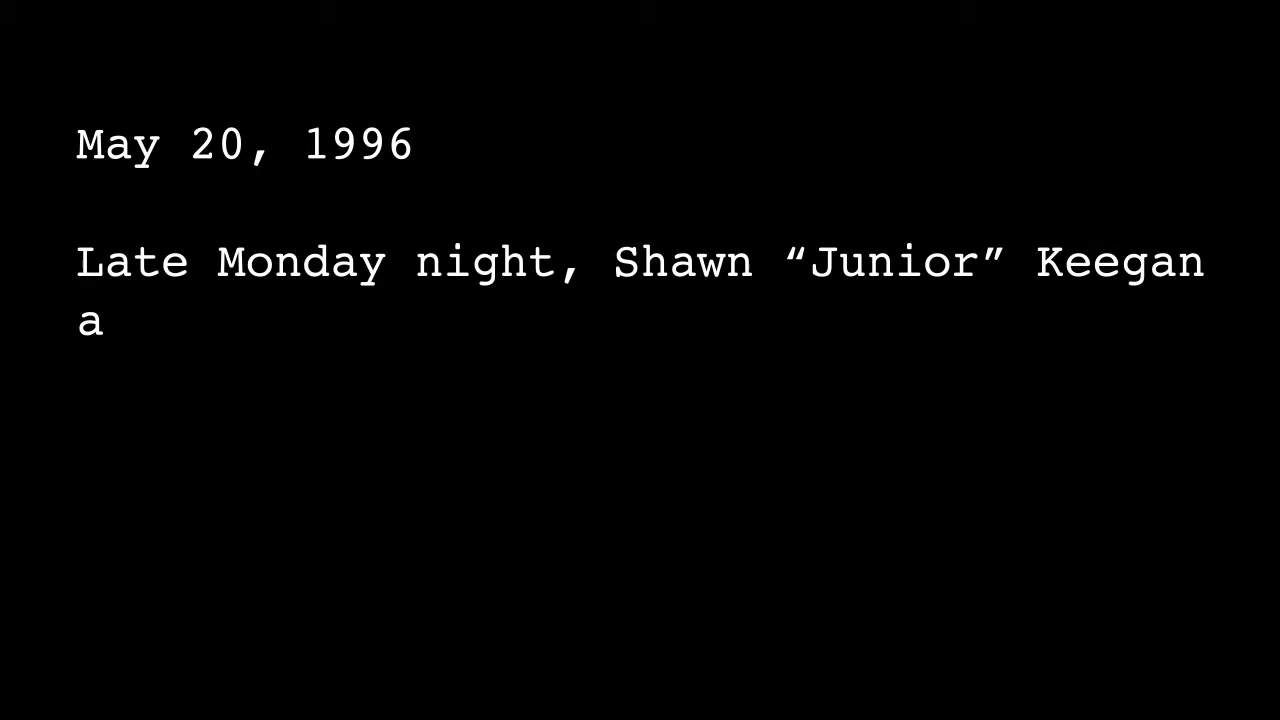 May 20, 1996
Late Monday night, Shawn “Junior” Keegan
a